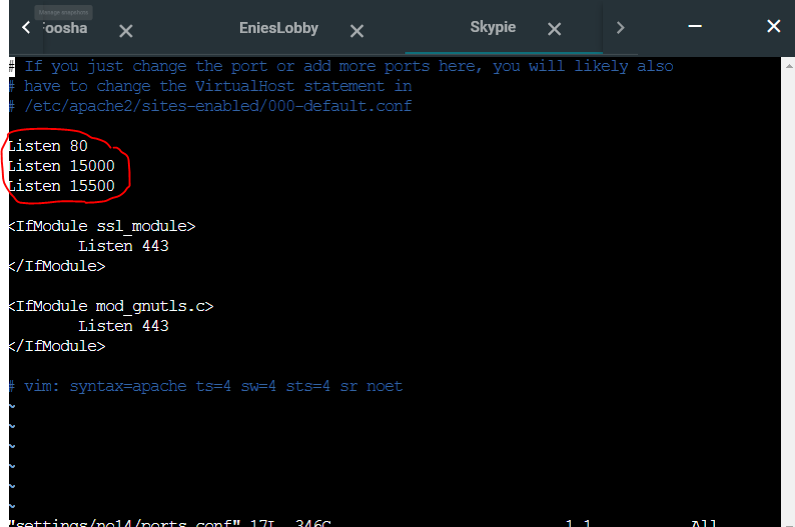 Manage snapshots
Foosha EniesLobby Skypie
# If you just change the port or add more ports here, you will likely also
# have to change the VirtualHost statement in
# /etc/apache2/sites-enabled/000-default.conf
Listen 80
Listen 15000
Listen 15500
<IfModule ssl_module>
Listen 443
</IfModule>
<IfModule mod_gnutls.c>
Listen 443
</IfModule>
# vim: syntax=apache ts=4 sw=4 sts=4 sr noet
~
~
~
~
~
~
"settings/no14/ports.conf" 17L, 346C 1,1 All